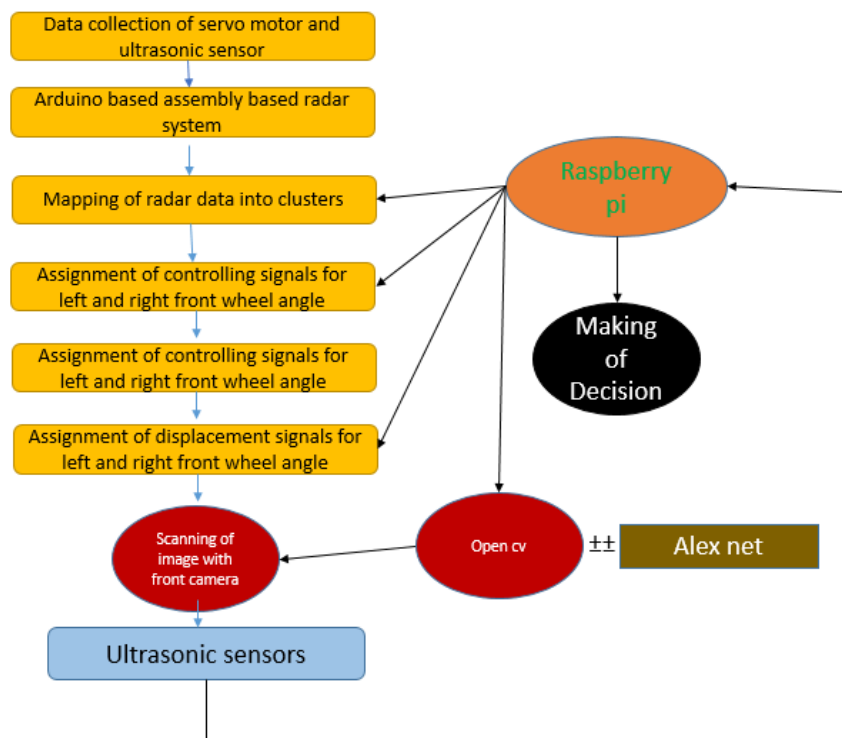 Data collection of servo motor and
ultrasonic sensor
Arduino based assembly based radar
system
Mapping of radar data into clusters
Assignment of controlling signals for
left and right front wheel angle
Assignment of controlling signals for
left and right front wheel angle
Assignment of displacement signals for
left and right front wheel angle
Scanning of
image with
front camera
Ultrasonic sensors
Raspberry
pi
Making
of
Decision
Open cv
±±
Alex net